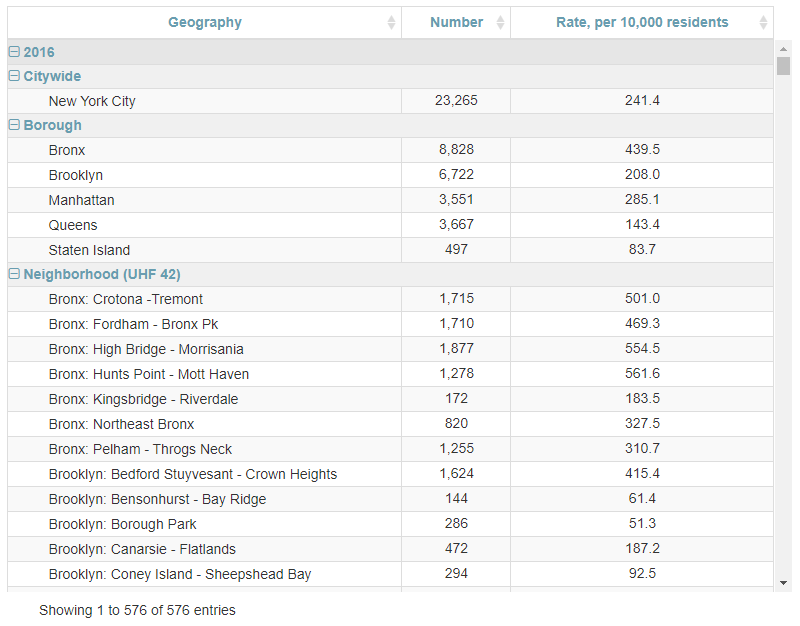 Geography Number Rate, per 10,000 residents
2016
Citywide
New York City 23,265 241.4
Borough
Bronx 8,828 439.5
Brooklyn 6,722 208.0
Manhattan 3,551 285.1
Queens 3,667 143.4
Staten Island 497 83.7
Neighborhood (UHF 42)
Bronx: Crotona -Tremont 1,715 501.0
Bronx: Fordham - Bronx Pk 1,710 469.3
Bronx: High Bridge - Morrisania 1,877 554.5
Bronx: Hunts Point - Mott Haven 1,278 561.6
Bronx: Kingsbridge - Riverdale 172 183.5
Bronx: Northeast Bronx 820 327.5
Bronx: Pelham - Throgs Neck 1,255 310.7
Brooklyn: Bedford Stuyvesant - Crown Heights 1,624 415.4
Brooklyn: Bensonhurst - Bay Ridge 144 61.4
Brooklyn: Borough Park 286 51.3
Brooklyn: Canarsie - Flatlands 472 187.2
Brooklyn: Coney Island - Sheepshead Bay 294 92.5
Showing 1 to 576 of 576 entries